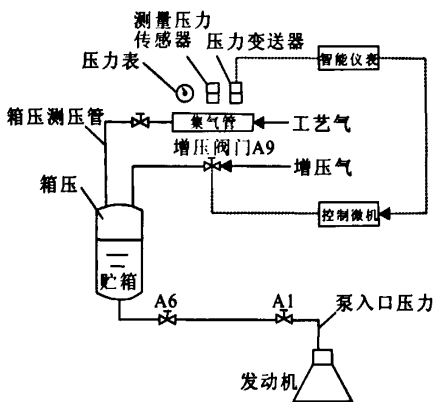 测量压力
传感器
压力变送器
压力表
智能仪表
箱压测压管
集气管
工艺气
增压阀门A9
增压气
箱压
控制微机
贮箱
A6
A1
泵入口压力
发动机